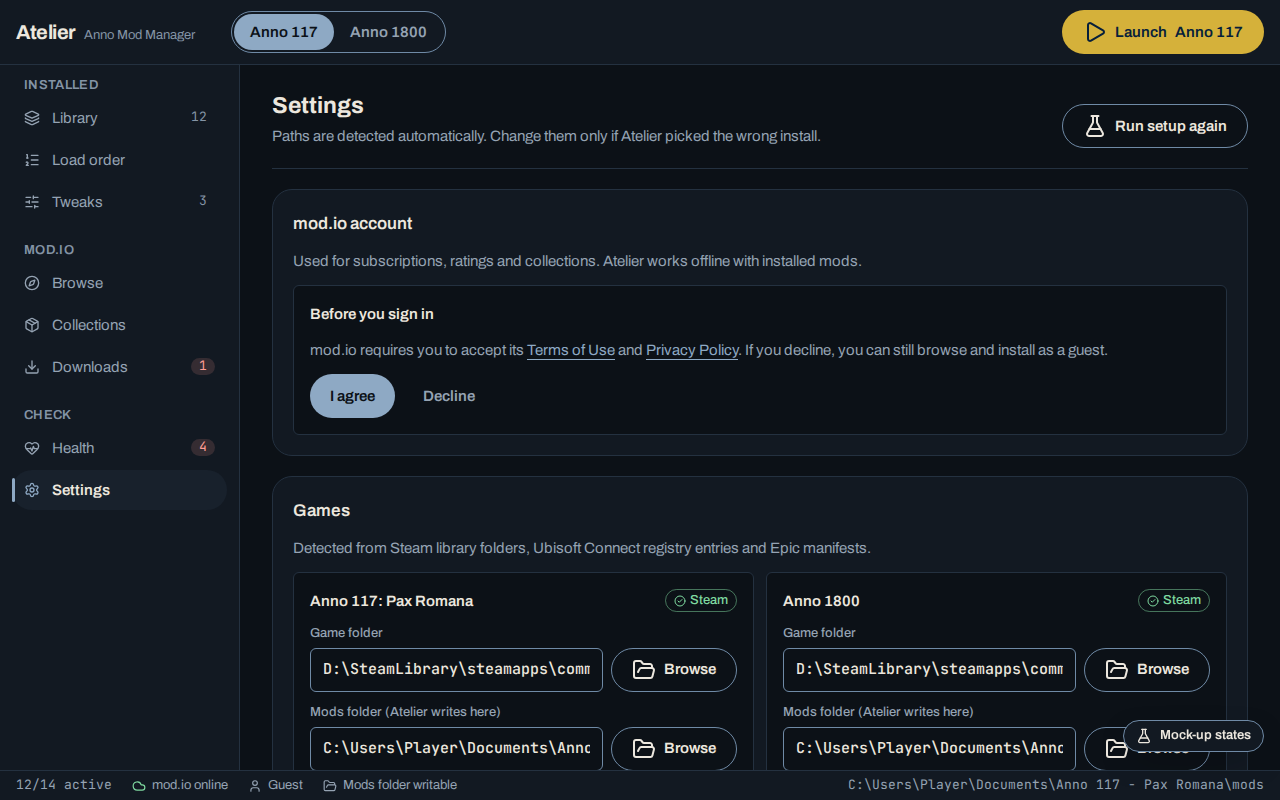 Atelier Anno Mod Manager
Anno 117 Anno 1800
Launch Anno 117
INSTALLED
Library 12
Load order
Tweaks 3
MOD.IO
Browse
Collections
Downloads 1
CHECK
Health 4
Settings
Settings
Paths are detected automatically. Change them only if Atelier picked the wrong install.
Run setup again
mod.io account
Used for subscriptions, ratings and collections. Atelier works offline with installed mods.
Before you sign in
mod.io requires you to accept its Terms of Use and Privacy Policy. If you decline, you can still browse and install as a guest.
I agree Decline
Games
Detected from Steam library folders, Ubisoft Connect registry entries and Epic manifests.
Anno 117: Pax Romana Steam
Game folder
D:\SteamLibrary\steamapps\comm Browse
Mods folder (Atelier writes here)
C:\Users\Player\Documents\Anno Browse
Anno 1800 Steam
Game folder
D:\SteamLibrary\steamapps\comm Browse
Mods folder (Atelier writes here)
C:\Users\Player\Documents\Anno
Mock-up states
12/14 active mod.io online Guest Mods folder writable C:\Users\Player\Documents\Anno 117 - Pax Romana\mods